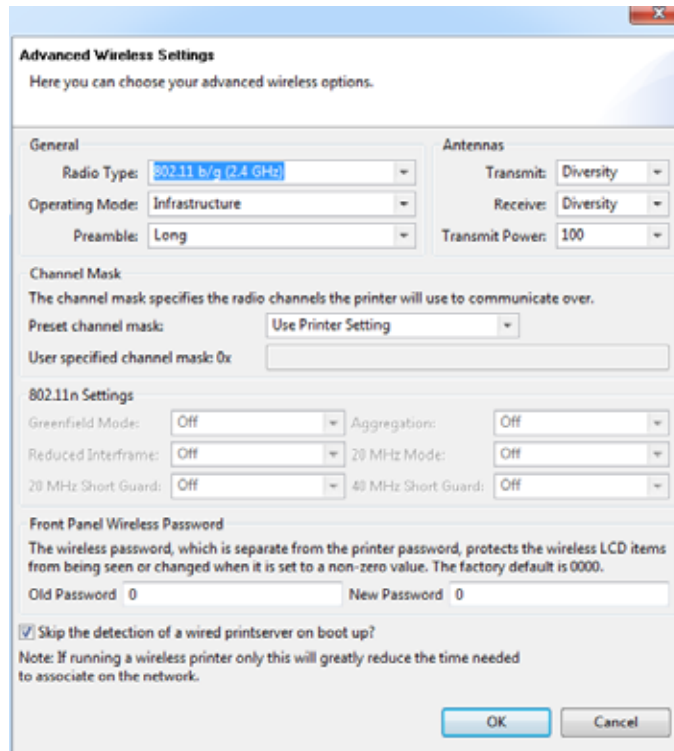 Advanced Wireless Settings
Here you can choose your advanced wireless options.
General
Radio Type: 802.11 b/g (2.4 GHz)
Operating Mode: Infrastructure
Preamble: Long
Antennas
Transmit: Diversity
Receive: Diversity
Transmit Power: 100
Channel Mask
The channel mask specifies the radio channels the printer will use to communicate over.
Preset channel mask: Use Printer Setting
User specified channel mask: 0x
802.11n Settings
Greenfield Mode: Off Aggregation: Off
Reduced Interframe: Off 20 MHz Mode: Off
20 MHz Short Guard: Off 40 MHz Short Guard: Off
Front Panel Wireless Password
The wireless password, which is separate from the printer password, protects the wireless LCD items
from being seen or changed when it is set to a non-zero value. The factory default is 0000.
Old Password 0 New Password 0
Skip the detection of a wired printserver on boot up?
Note: If running a wireless printer only this will greatly reduce the time needed
to associate on the network.
OK Cancel